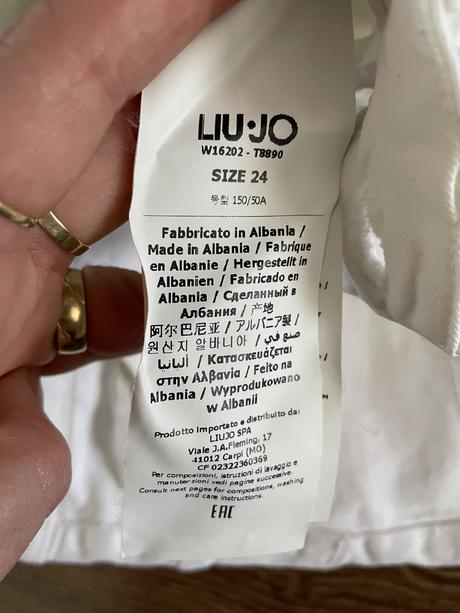 LIU·JO
W16202 - T8890
SIZE 24
号型 150/50A
Fabbricato in Albania /
Made in Albania / Fabriqué
en Albanie / Hergestellt in
Albanien / Fabricado en
Albania / Сделанный в
Албания / 产地
阿尔巴尼亚 / アルバニア製 /
원산지 알바니아 / صنع في
ألبانيا / Κατασκευάζεται
στην Αλβανία / Feito na
Albania / Wyprodukowano
w Albanii
Prodotto importato e distribuito da:
LIUJO SPA
Viale J.A.Fleming, 17
41012 Carpi (MO)
CF 02322360369
Per composizioni, istruzioni di lavaggio e
manutenzioni vedi pagine successive.
Consult next pages for compositions, washing
and care instructions.
EAC